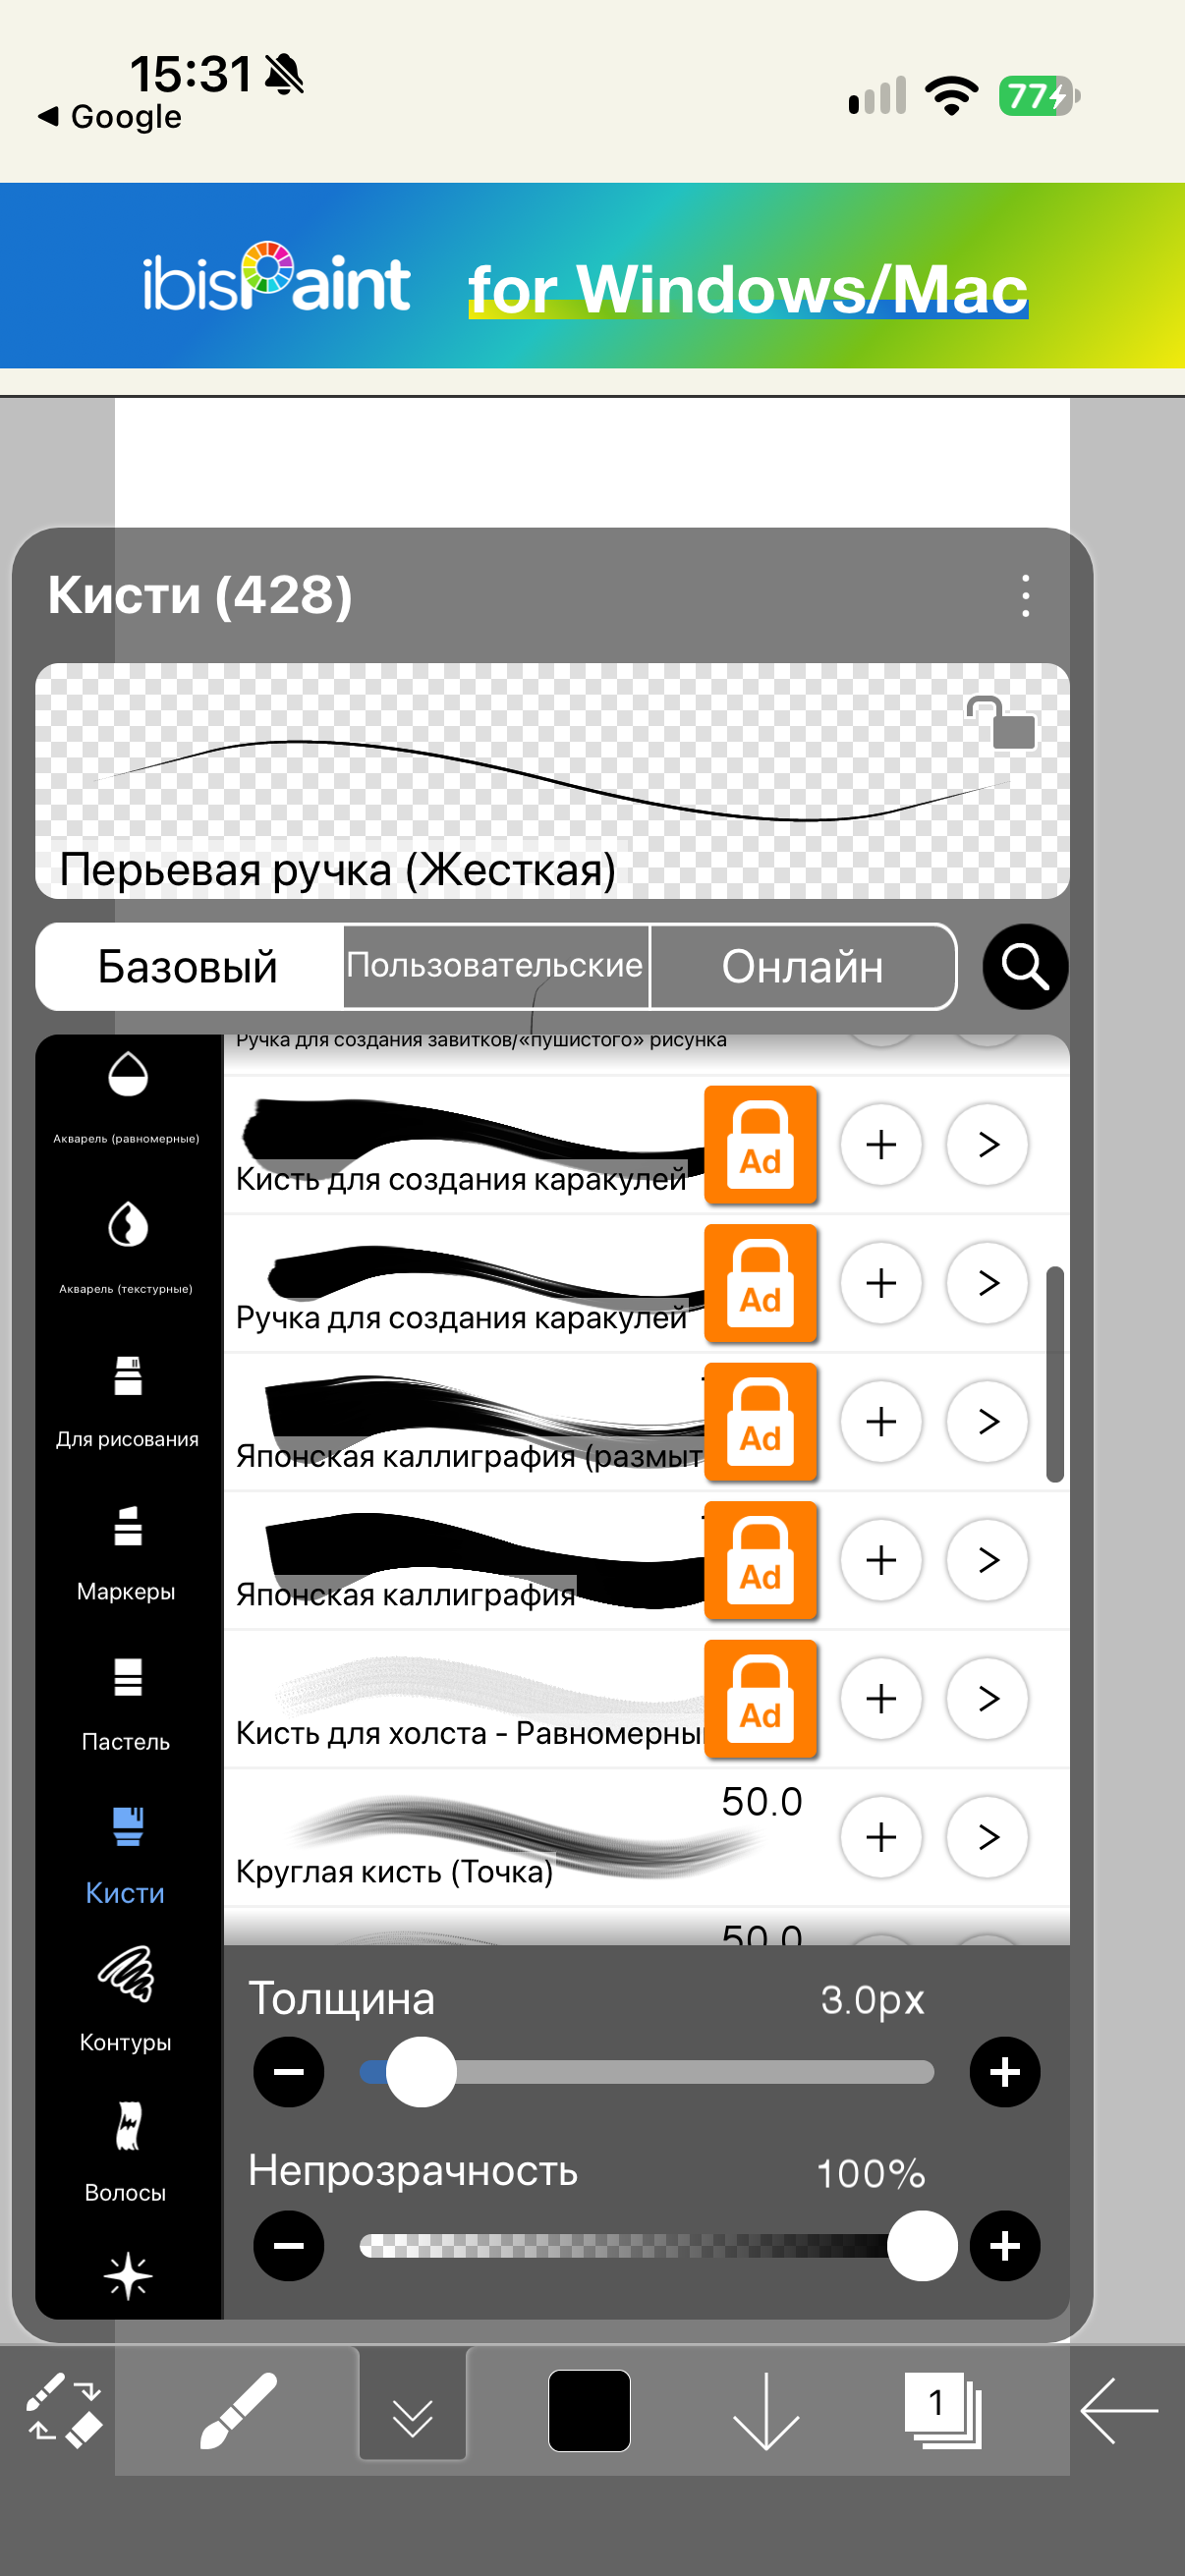 15:31
Google
77
ibisPaint for Windows/Mac
Кисти (428)
Перьевая ручка (Жесткая)
Базовый
Пользовательские
Онлайн
Ручка для создания завитков/«пушистого» рисунка
Акварель (равномерные)
Кисть для создания каракулей
Ad
Акварель (текстурные)
Ручка для создания каракулей
Ad
Для рисования
Японская каллиграфия (размыт
Ad
Маркеры
Японская каллиграфия
Ad
Пастель
Кисть для холста - Равномерны
Ad
50.0
Круглая кисть (Точка)
Кисти
50.0
Контуры
Волосы
Толщина
3.0px
Непрозрачность
100%
1